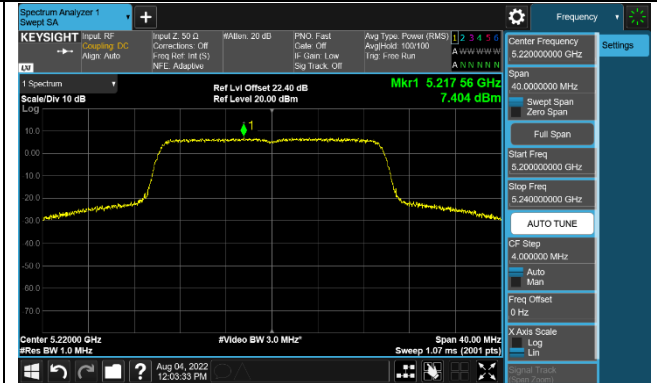 Spectrum Analyzer 1
Swept SA
Frequency
KEYSIGHT
Input: RF
Coupling: DC
Align: Auto
Input Z: 50 Ω
Corrections: Off
Freq Ref: Int (S)
NFE: Adaptive
#Atten: 20 dB
PNO: Fast
Gate: Off
IF Gain: Low
Sig Track: Off
Avg Type: Power (RMS)
Avg|Hold: 100/100
Trig: Free Run
1 2 3 4 5 6
A W W W W W
A N N N N N
LXI
Center Frequency
5.220000000 GHz
Settings
Span
40.0000000 MHz
Swept Span
Zero Span
Full Span
Start Freq
5.200000000 GHz
Stop Freq
5.240000000 GHz
AUTO TUNE
CF Step
4.000000 MHz
Auto
Man
Freq Offset
0 Hz
X Axis Scale
Log
Lin
Signal Track
(Span Zoom)
1 Spectrum
Scale/Div 10 dB
Log
Ref Lvl Offset 22.40 dB
Ref Level 20.00 dBm
Mkr1 5.217 56 GHz
7.404 dBm
1
10.0
0.00
-10.0
-20.0
-30.0
-40.0
-50.0
-60.0
-70.0
Center 5.22000 GHz
#Res BW 1.0 MHz
#Video BW 3.0 MHz*
Span 40.00 MHz
Sweep 1.07 ms (2001 pts)
Aug 04, 2022
12:03:33 PM